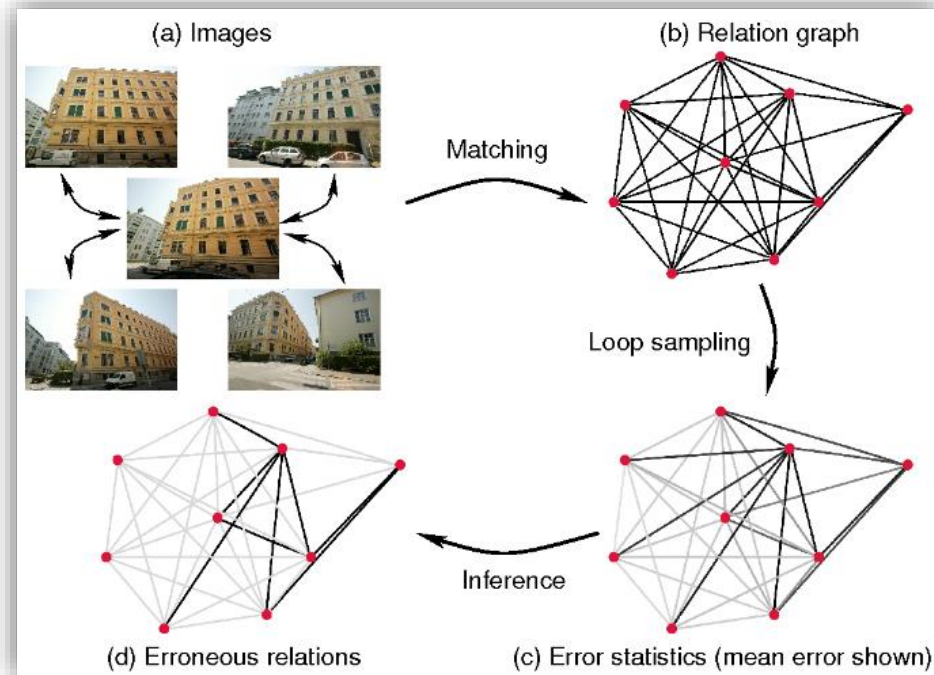 (a) Images
(b) Relation graph
Matching
Loop sampling
Inference
(d) Erroneous relations
(c) Error statistics (mean error shown)